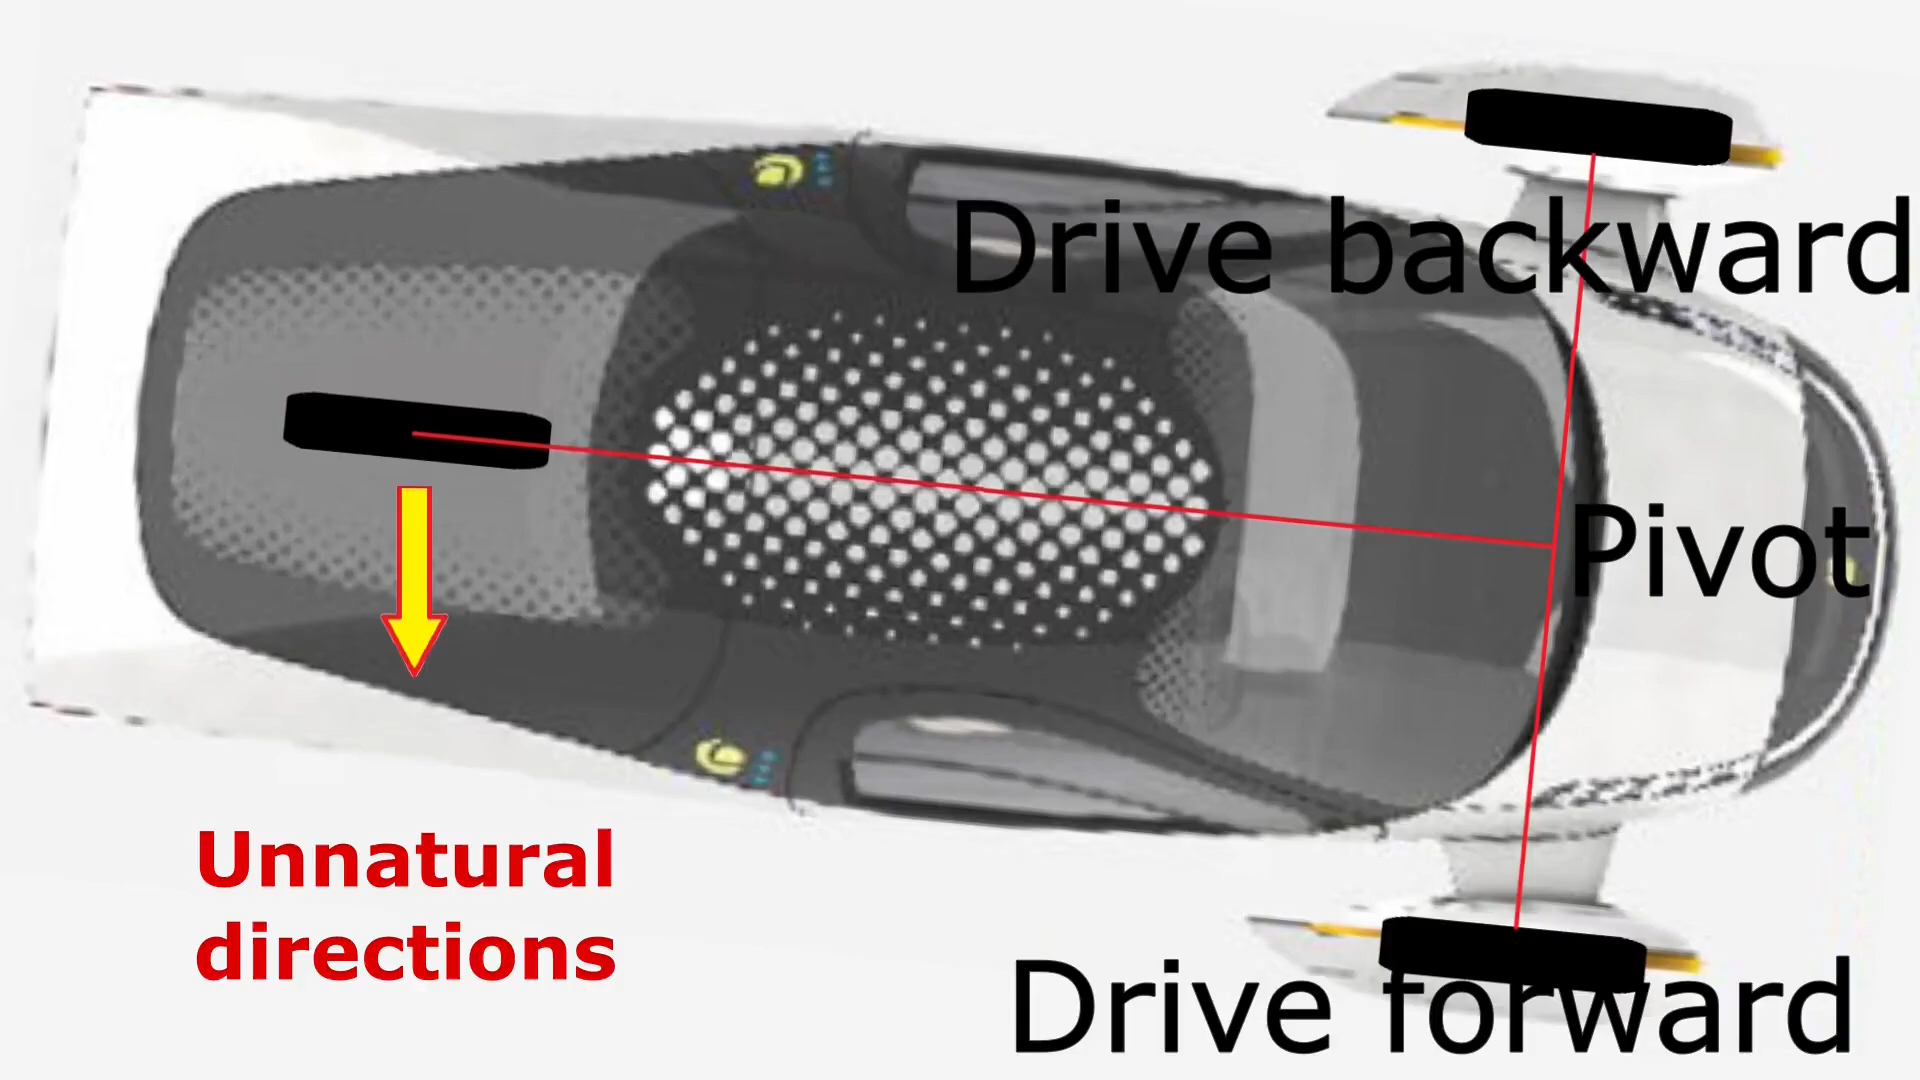 Drive backward
Pivot
Unnatural
directions
Drive forward